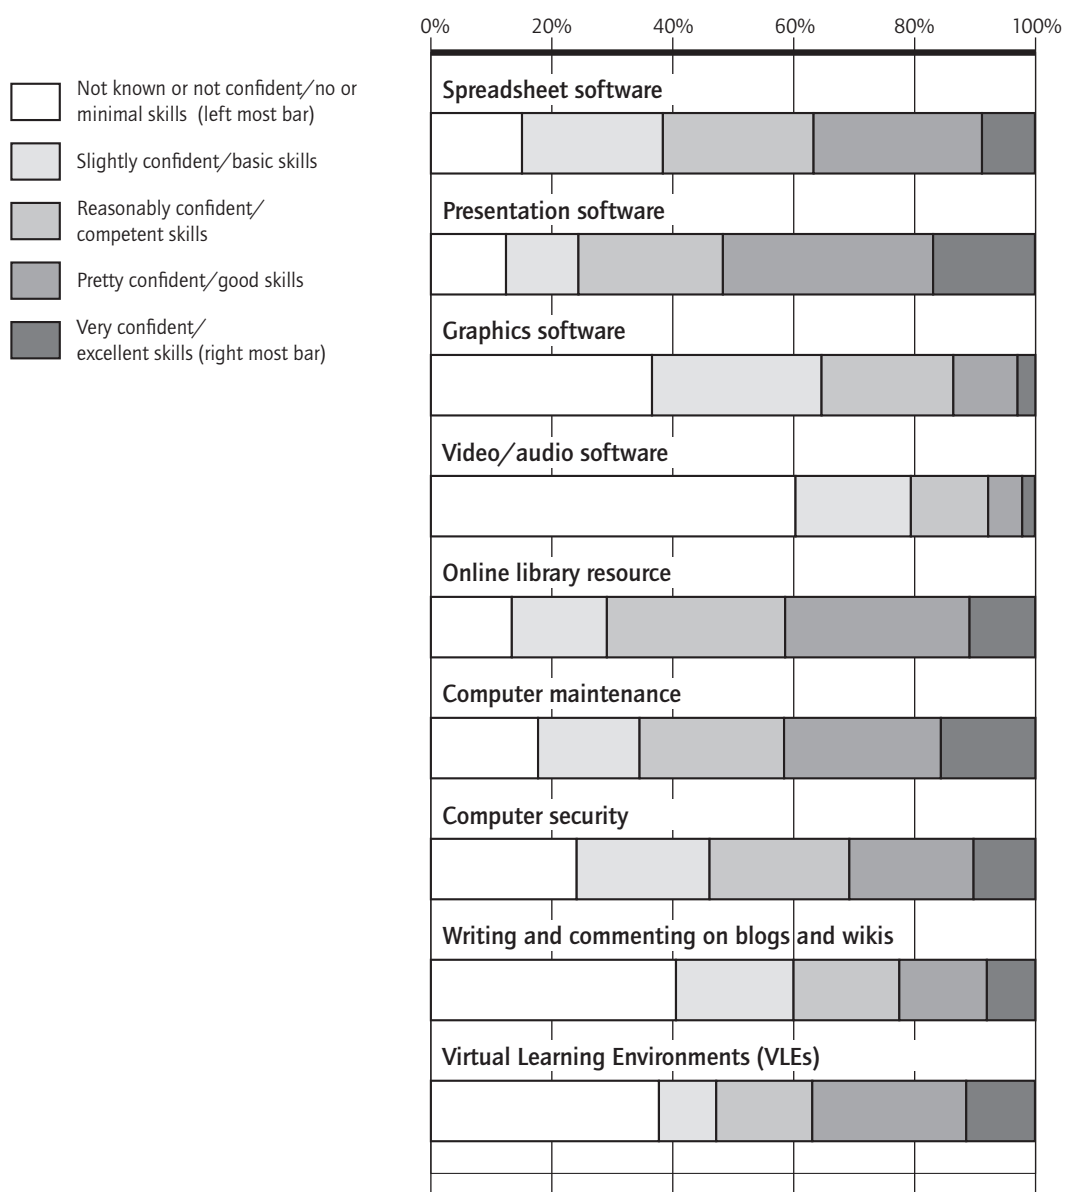 0% 20% 40% 60% 80% 100%
Not known or not confident/no or
minimal skills (left most bar)
Slightly confident/basic skills
Reasonably confident/
competent skills
Pretty confident/good skills
Very confident/
excellent skills (right most bar)
Spreadsheet software
Presentation software
Graphics software
Video/audio software
Online library resource
Computer maintenance
Computer security
Writing and commenting on blogs and wikis
Virtual Learning Environments (VLEs)